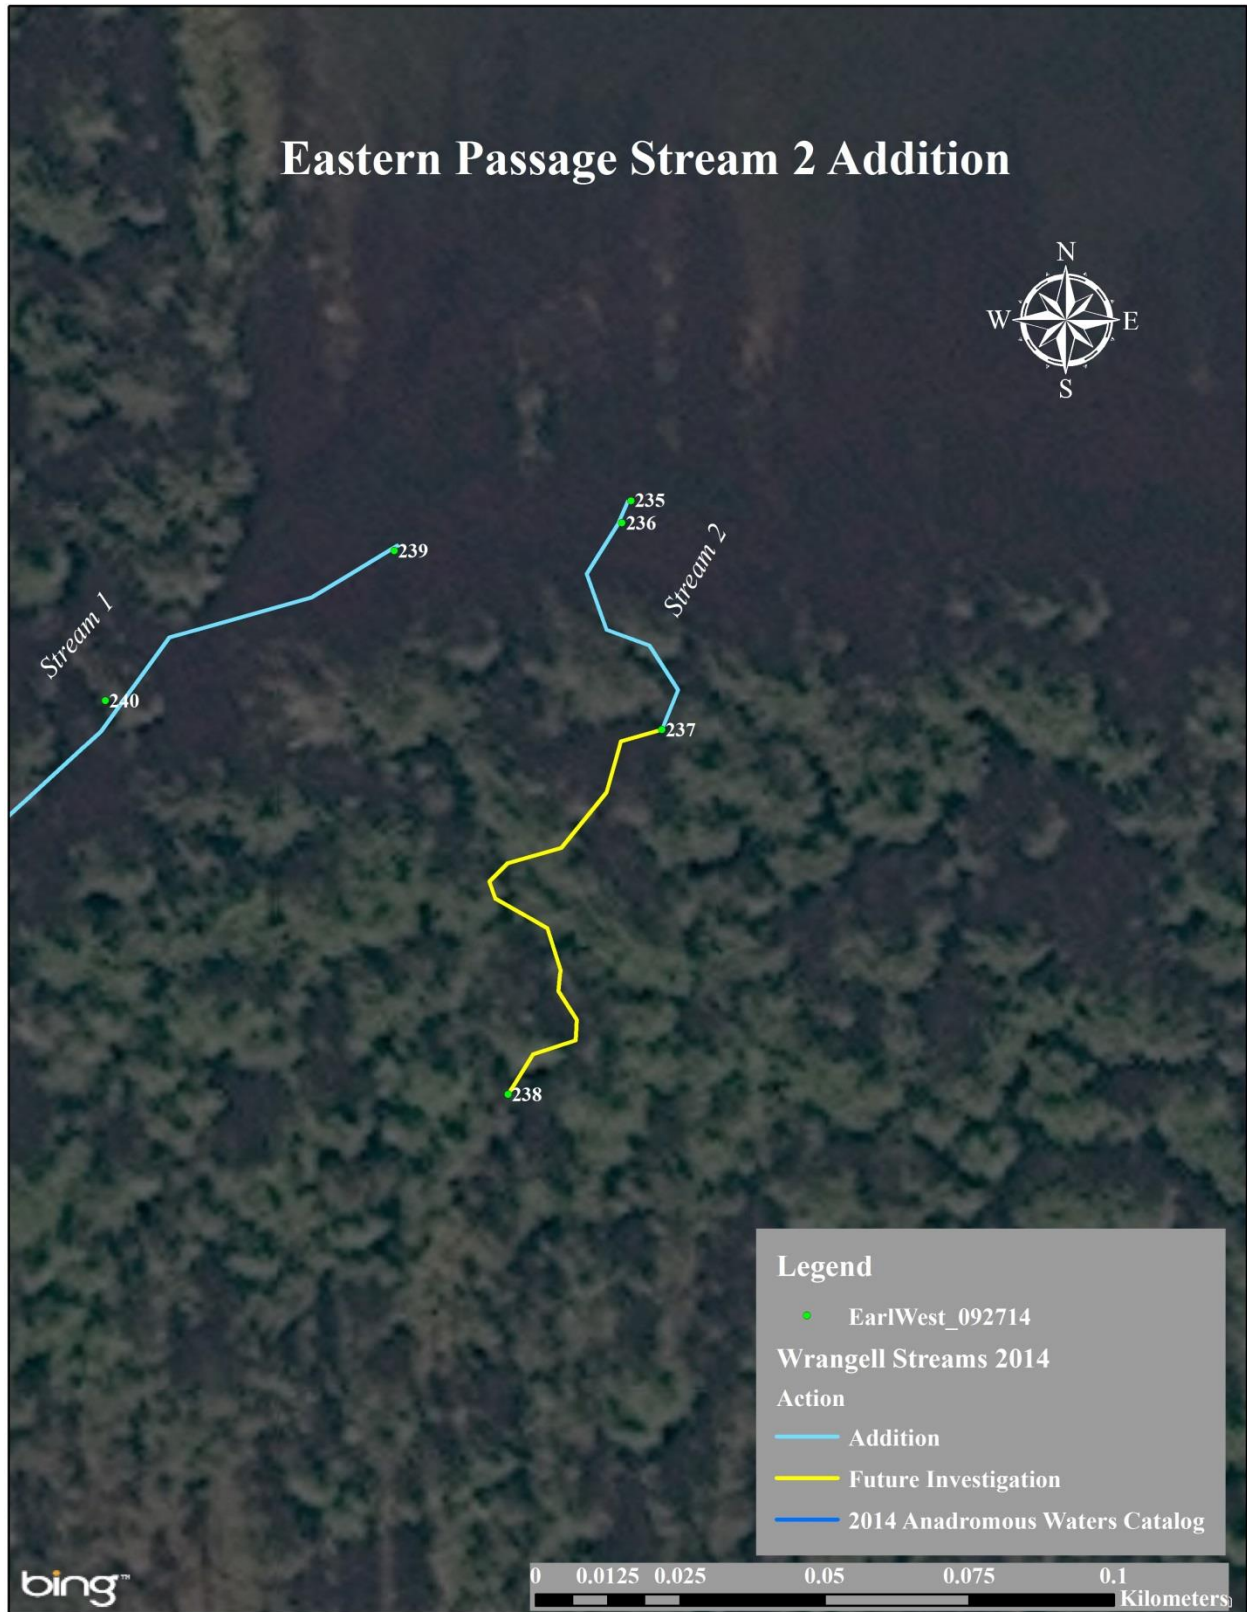 Eastern Passage Stream 2 Addition
N
W E
S
235
236
239
Stream 2
Stream 1
240
237
238
Legend
EarlWest_092714
Wrangell Streams 2014
Action
Addition
Future Investigation
2014 Anadromous Waters Catalog
bing™
0 0.0125 0.025 0.05 0.075 0.1
Kilometers